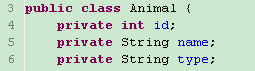 3 public class Animal {
4     private int id;
5     private String name;
6     private String type;